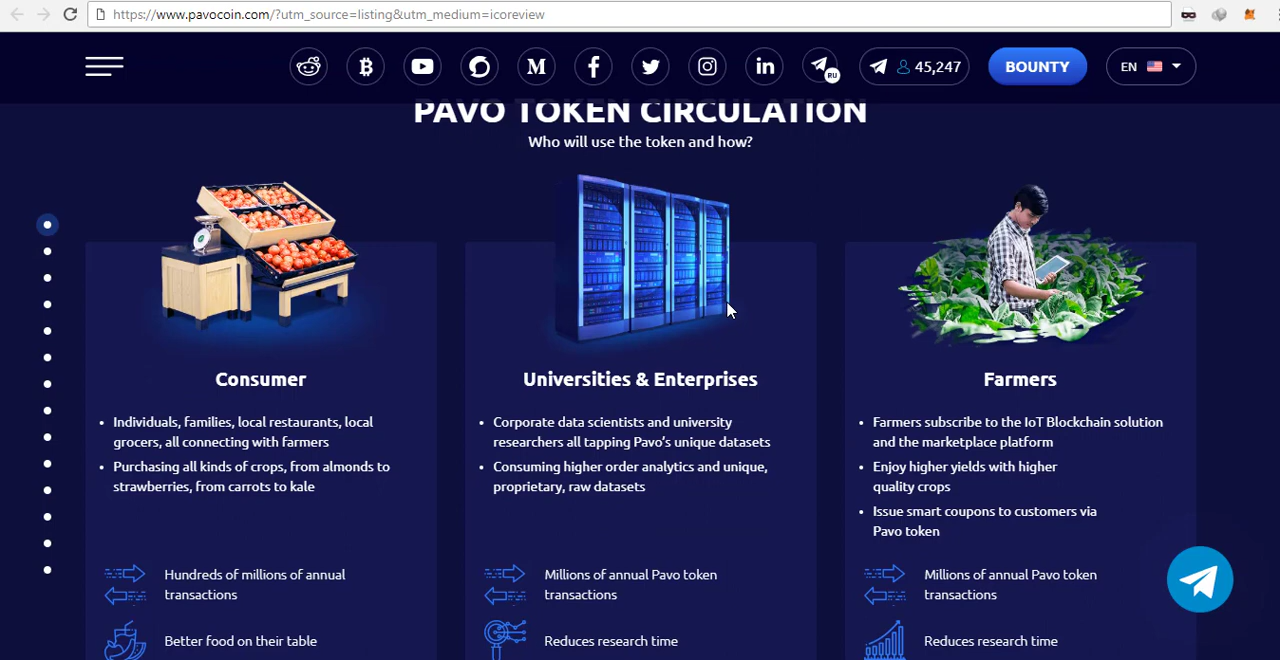 https://www.pavocoin.com/?utm_source=listing&utm_medium=icoreview
M
RU
45,247
BOUNTY
EN
PAVO TOKEN CIRCULATION
Who will use the token and how?
Consumer
• Individuals, families, local restaurants, local
grocers, all connecting with farmers
• Purchasing all kinds of crops, from almonds to
strawberries, from carrots to kale
Hundreds of millions of annual
transactions
Better food on their table
Universities & Enterprises
• Corporate data scientists and university
researchers all tapping Pavo’s unique datasets
• Consuming higher order analytics and unique,
proprietary, raw datasets
Millions of annual Pavo token
transactions
Reduces research time
Farmers
• Farmers subscribe to the IoT Blockchain solution
and the marketplace platform
• Enjoy higher yields with higher
quality crops
• Issue smart coupons to customers via
Pavo token
Millions of annual Pavo token
transactions
Reduces research time